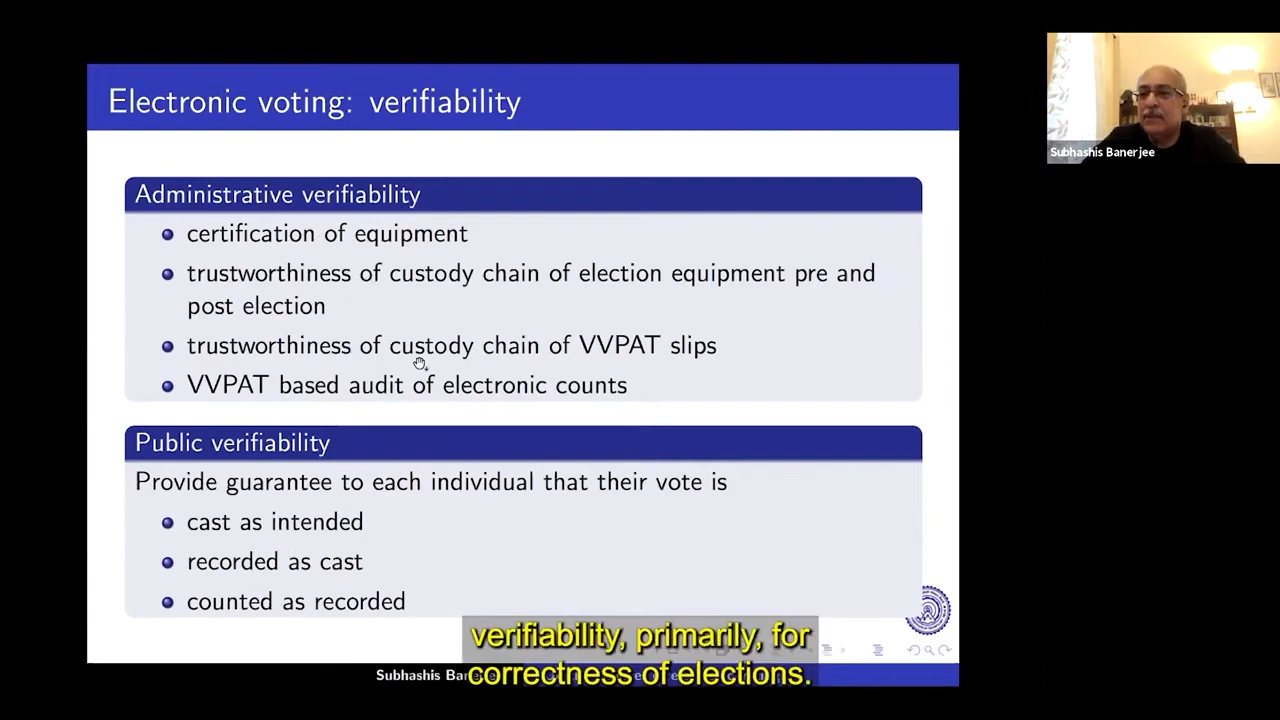 Electronic voting: verifiability
Administrative verifiability
certification of equipment
trustworthiness of custody chain of election equipment pre and
post election
trustworthiness of custody chain of VVPAT slips
VVPAT based audit of electronic counts
Public verifiability
Provide guarantee to each individual that their vote is
cast as intended
recorded as cast
counted as recorded
verifiability, primarily, for
correctness of elections.
Subhashis
Subhashis Banerjee